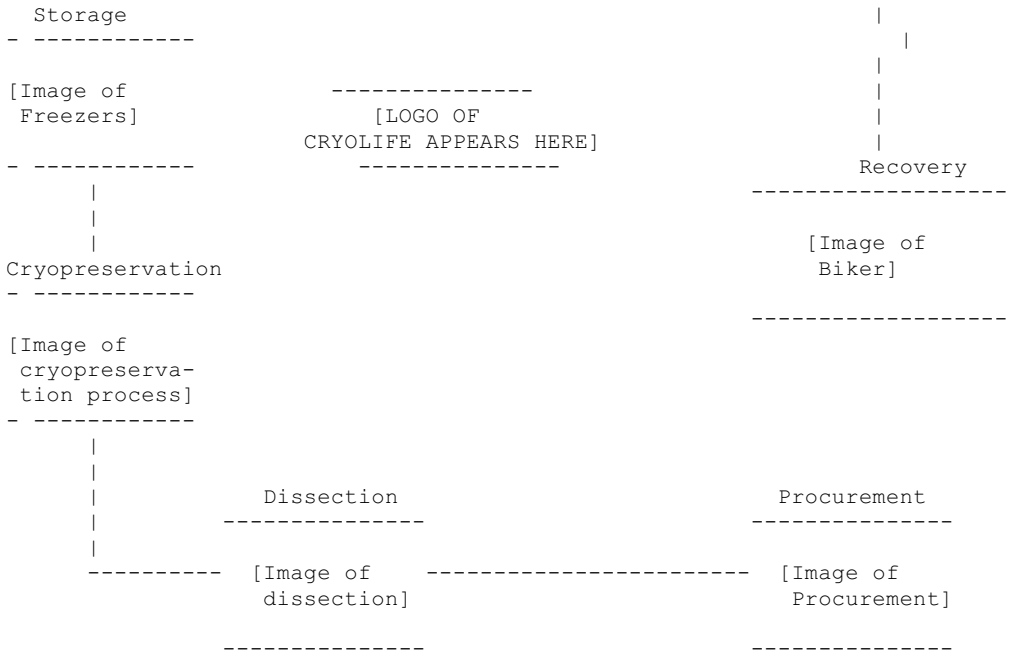 Storage                                                        |
- ------------                                                     |
                                                                 |
[Image of               ---------------                          |
 Freezers]                 [LOGO OF                              |
                      CRYOLIFE APPEARS HERE]                     |
- ------------            ---------------                      Recovery
      |                                                 -------------------
      |
      |                                                     [Image of
Cryopreservation                                             Biker]
- ------------
                                                        -------------------
[Image of
 cryopreserva-
 tion process]
- ------------
      |
      |
      |            Dissection                             Procurement
      |         ---------------                         ---------------
      |
      ----------  [Image of    ------------------------  [Image of
                   dissection]                            Procurement]

                ---------------                         ---------------